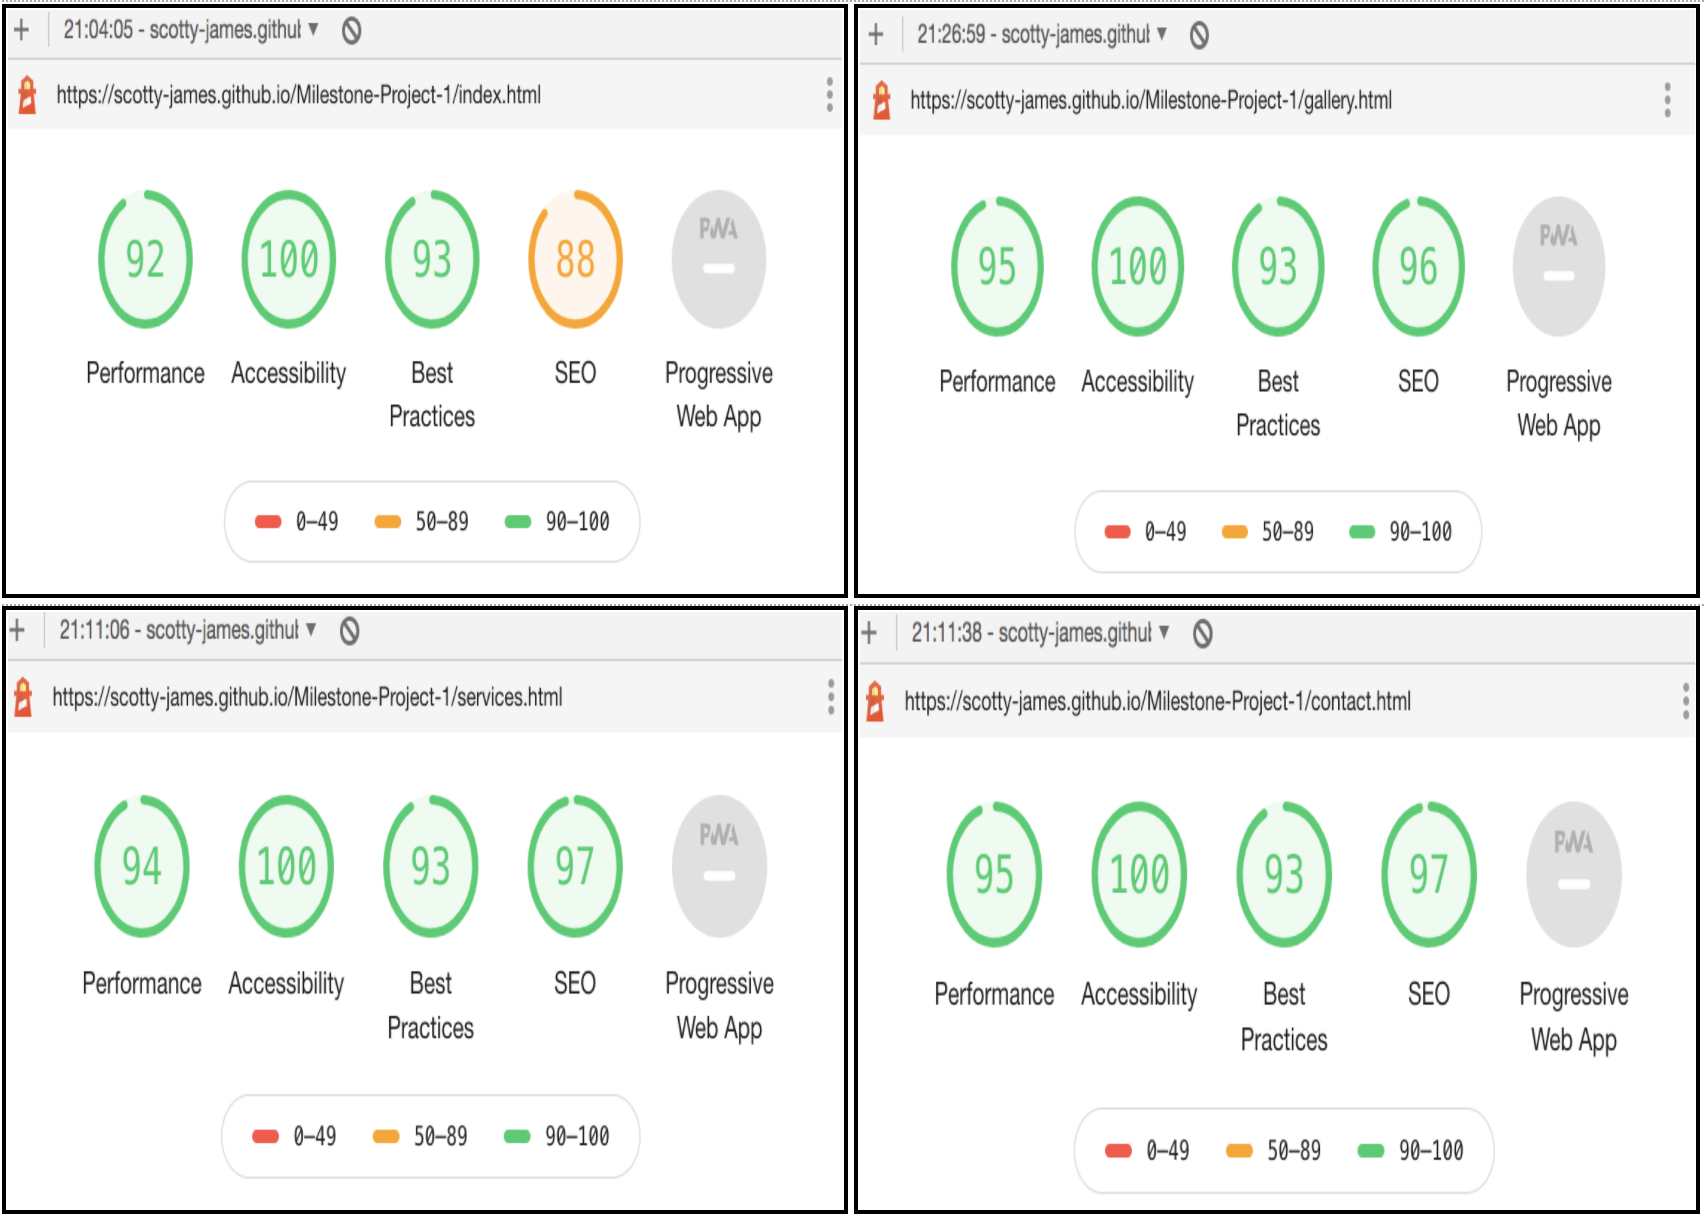 21:04:05 - scotty-james.githul
https://scotty-james.github.io/Milestone-Project-1/index.html
92 100 93 88 PWA
Performance Accessibility Best Practices SEO Progressive Web App
0–49 50–89 90–100
21:26:59 - scotty-james.githul
https://scotty-james.github.io/Milestone-Project-1/gallery.html
95 100 93 96 PWA
Performance Accessibility Best Practices SEO Progressive Web App
0–49 50–89 90–100
21:11:06 - scotty-james.githul
https://scotty-james.github.io/Milestone-Project-1/services.html
94 100 93 97 PWA
Performance Accessibility Best Practices SEO Progressive Web App
0–49 50–89 90–100
21:11:38 - scotty-james.githul
https://scotty-james.github.io/Milestone-Project-1/contact.html
95 100 93 97 PWA
Performance Accessibility Best Practices SEO Progressive Web App
0–49 50–89 90–100